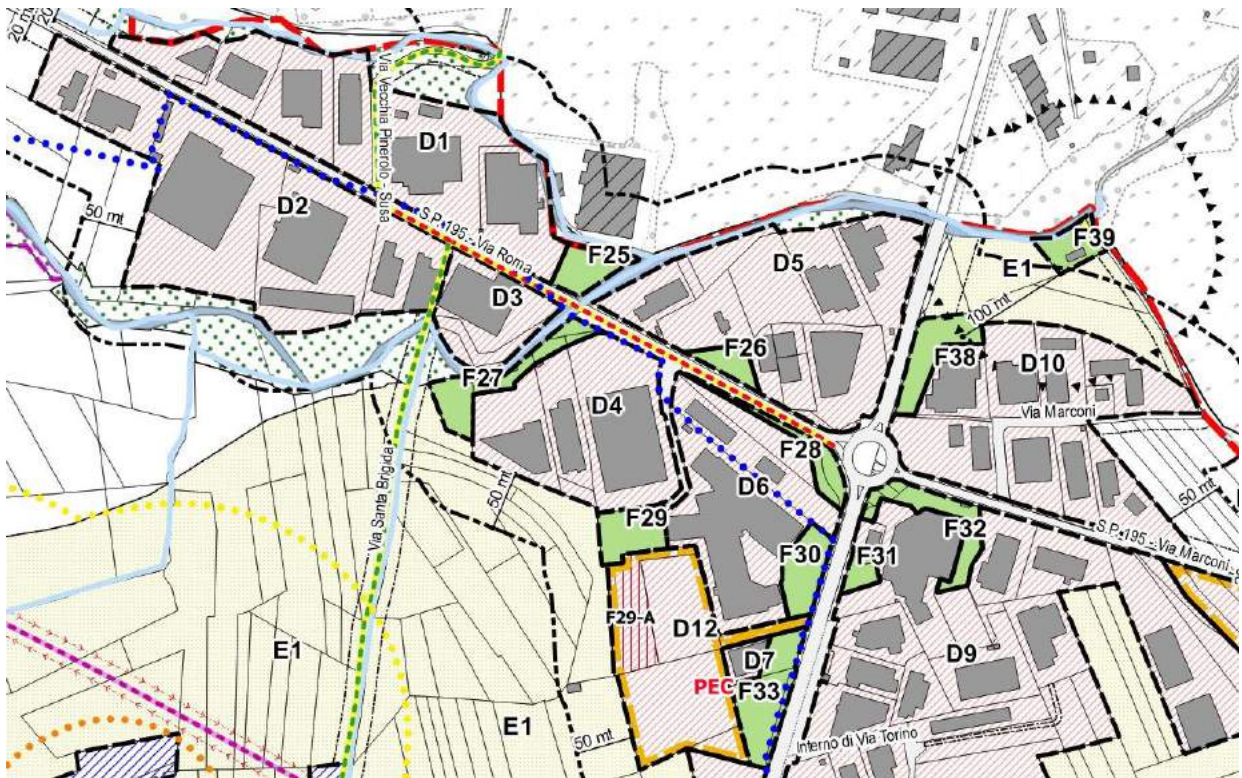 20 mt
20
Via Vecchia Pinerolo - Susa
D1
D2
50 mt
S.P. 195 - Via Roma
F25
D3
D5
F39
E1
100 mt
F26
F38
D10
F27
D4
Via Marconi
F28
50 mt
D6
50 mt
Via Santa Brigida
F29
F30
F31
F32
S.P. 195 - Via Marconi -
F29-A
D12
E1
D7
D9
PEC
F33
E1
50 mt
Interno di Via Torino